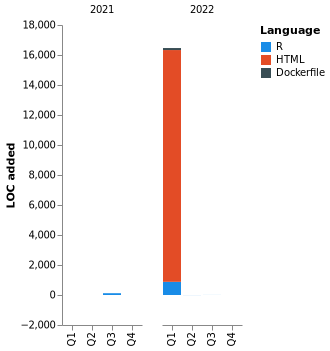 2021
2022
Language
R
HTML
Dockerfile
LOC added
18,000
16,000
14,000
12,000
10,000
8,000
6,000
4,000
2,000
0
−2,000
Q1
Q2
Q3
Q4
Q1
Q2
Q3
Q4